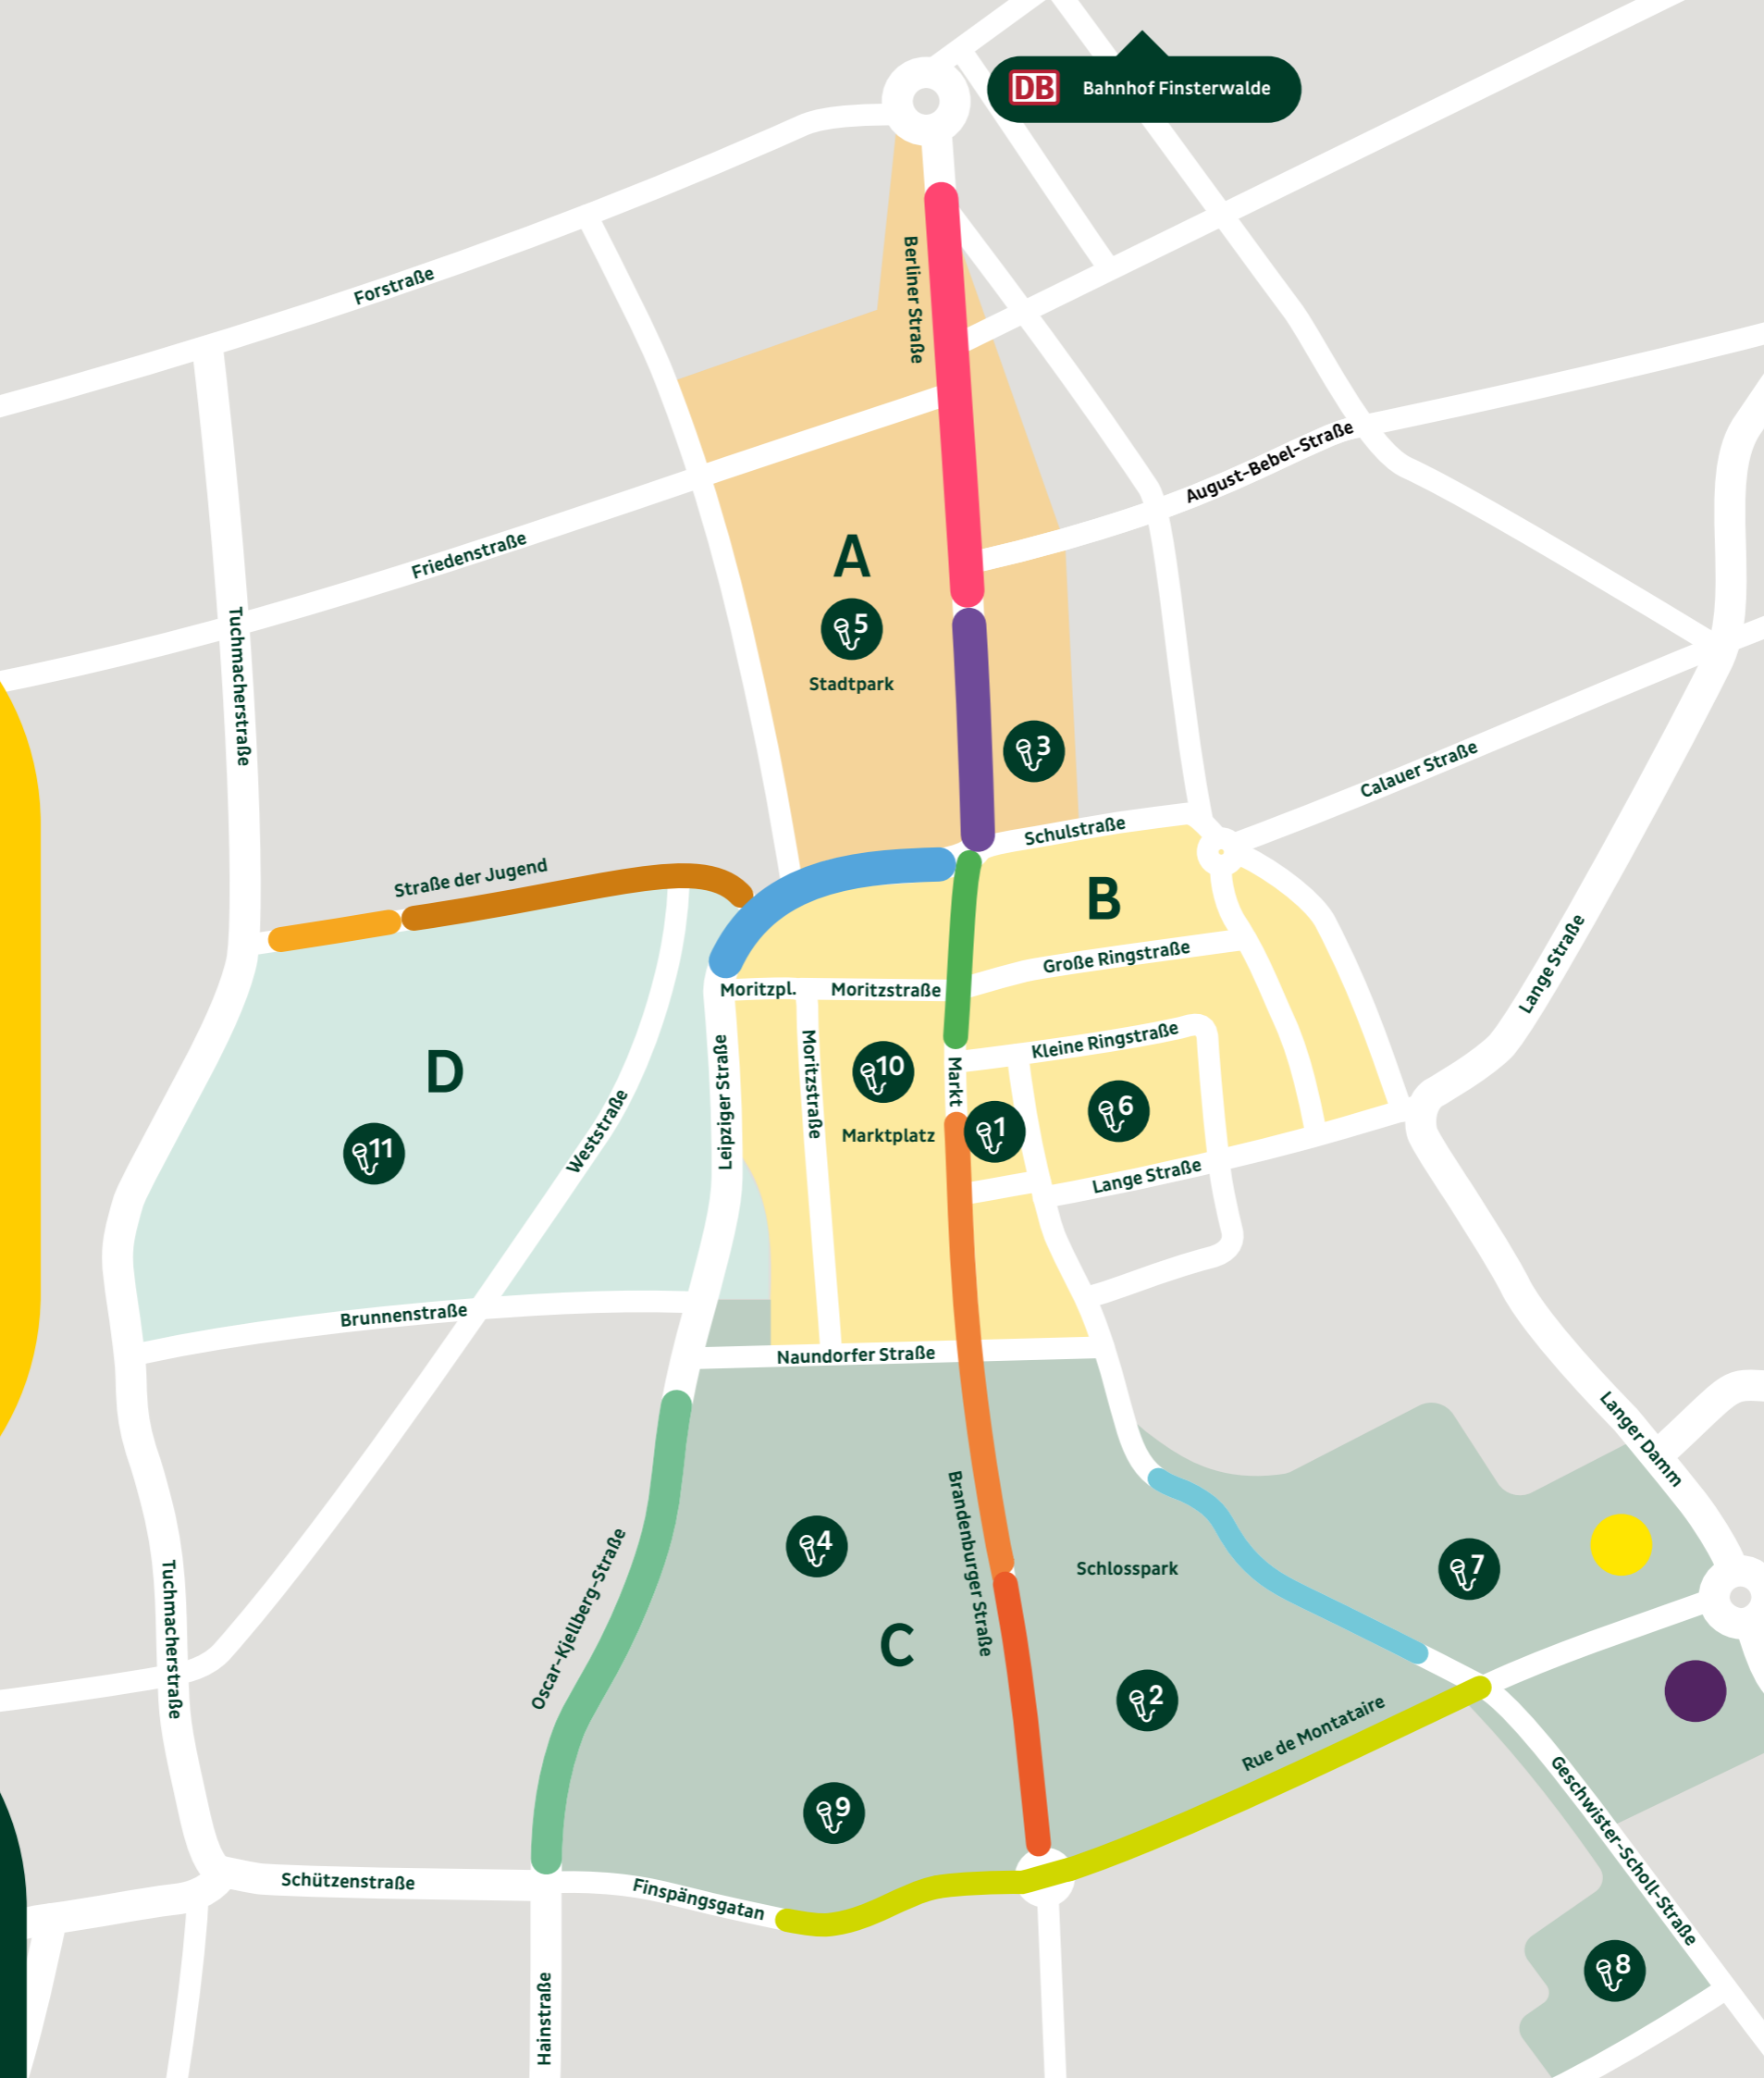 DB Bahnhof Finsterwalde
Forstraße
Berliner Straße
August-Bebel-Straße
Friedenstraße
A
5
Stadtpark
Tuchmacherstraße
3
Calauer Straße
Schulstraße
Straße der Jugend
B
Große Ringstraße
Lange Straße
Moritzpl.
Moritzstraße
Kleine Ringstraße
D
10
Markt
Moritzstraße
Leipziger Straße
6
1
Marktplatz
11
Weststraße
Lange Straße
Brunnenstraße
Naundorfer Straße
Langer Damm
Brandenburger Straße
4
Schlosspark
7
Oscar-Kjellberg-Straße
Tuchmacherstraße
C
2
Rue de Montataire
9
Geschwister-Scholl-Straße
Schützenstraße
Finspängsgatan
8
Hainstraße